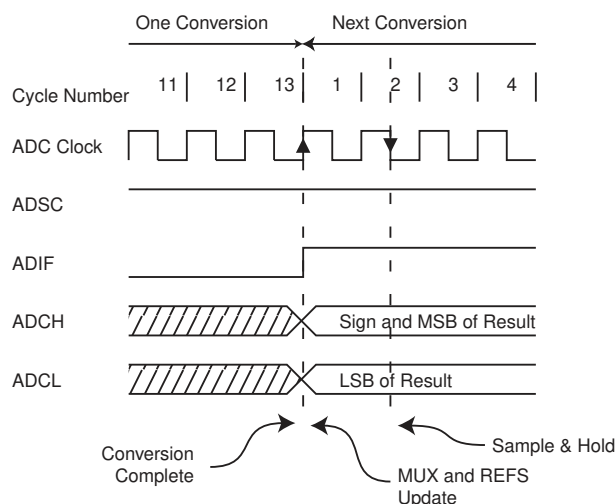 One Conversion Next Conversion
Cycle Number 11 12 13 1 2 3 4
ADC Clock
ADSC
ADIF
ADCH Sign and MSB of Result
ADCL LSB of Result
Conversion
Complete
MUX and REFS
Update
Sample & Hold